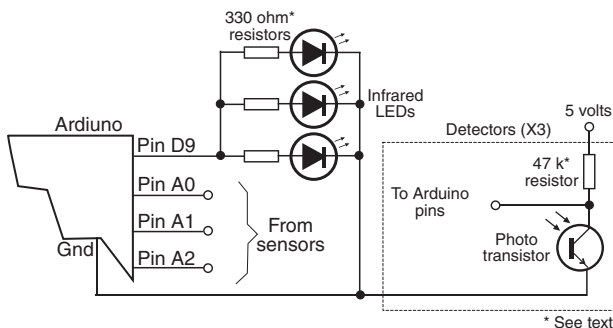 330 ohm*
resistors
Infrared
LEDs
Ardiuno
Pin D9
Pin A0
Pin A1
Pin A2
Gnd
From
sensors
5 volts
Detectors (X3)
47 k*
resistor
To Arduino
pins
Photo
transistor
* See text